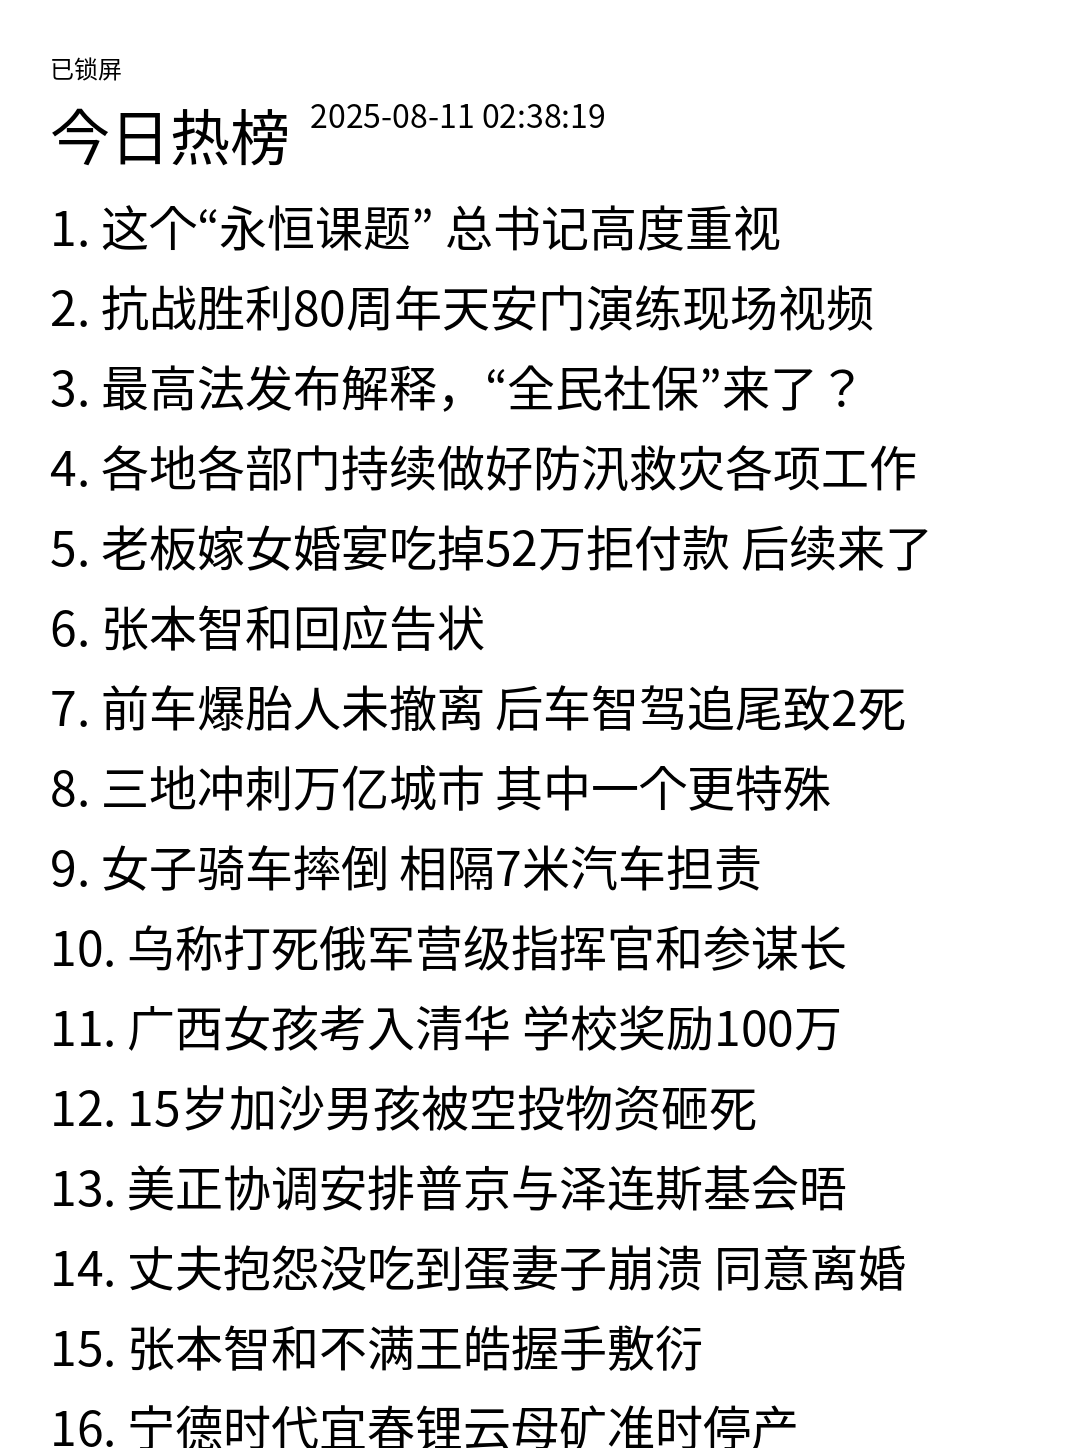 已锁屏
今日热榜 2025-08-11 02:38:19
1. 这个“永恒课题” 总书记高度重视
2. 抗战胜利80周年天安门演练现场视频
3. 最高法发布解释，“全民社保”来了？
4. 各地各部门持续做好防汛救灾各项工作
5. 老板嫁女婚宴吃掉52万拒付款 后续来了
6. 张本智和回应告状
7. 前车爆胎人未撤离 后车智驾追尾致2死
8. 三地冲刺万亿城市 其中一个更特殊
9. 女子骑车摔倒 相隔7米汽车担责
10. 乌称打死俄军营级指挥官和参谋长
11. 广西女孩考入清华 学校奖励100万
12. 15岁加沙男孩被空投物资砸死
13. 美正协调安排普京与泽连斯基会晤
14. 丈夫抱怨没吃到蛋妻子崩溃 同意离婚
15. 张本智和不满王皓握手敷衍
16. 宁德时代宜春锂云母矿准时停产